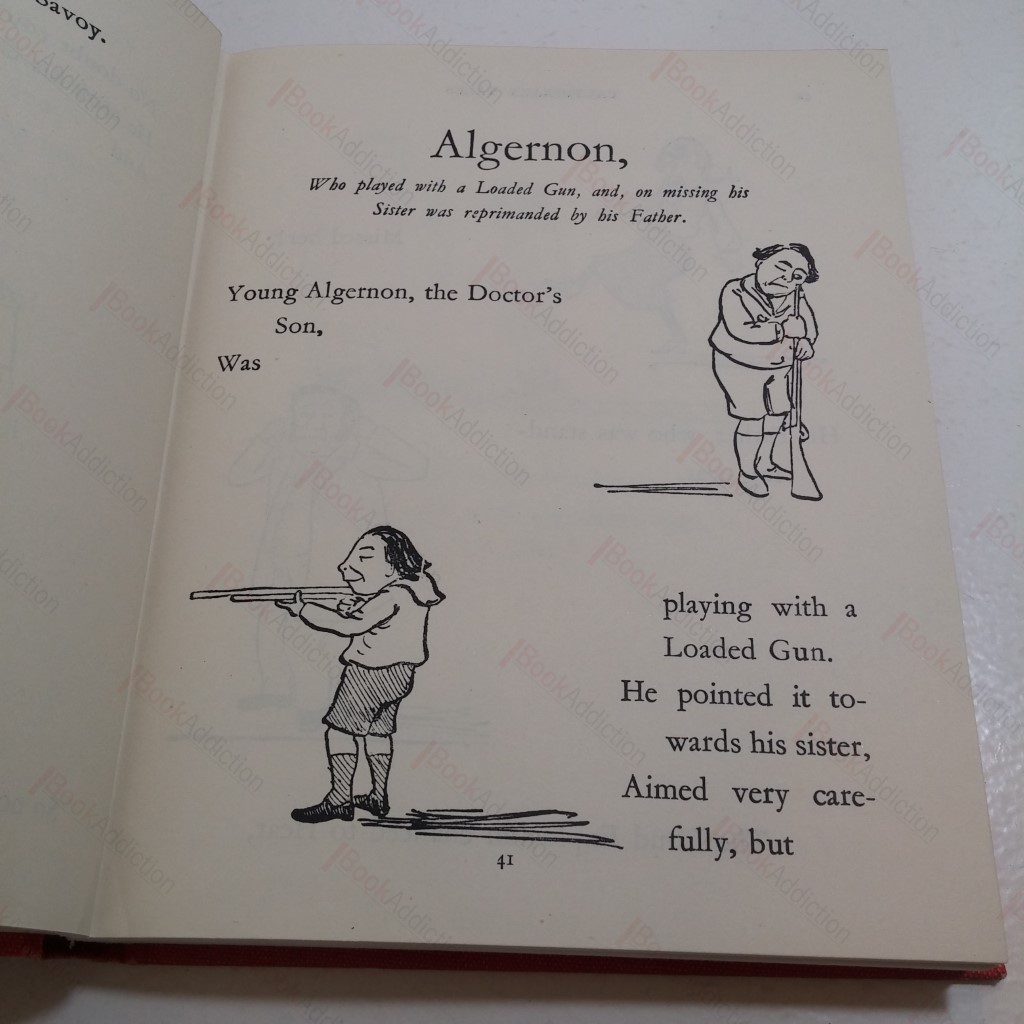 Savoy.
Algernon,
Who played with a Loaded Gun, and, on missing his
Sister was reprimanded by his Father.
Young Algernon, the Doctor's
Son,
Was
playing with a
Loaded Gun.
He pointed it to-
wards his sister,
Aimed very care-
fully, but
41
BookAddiction